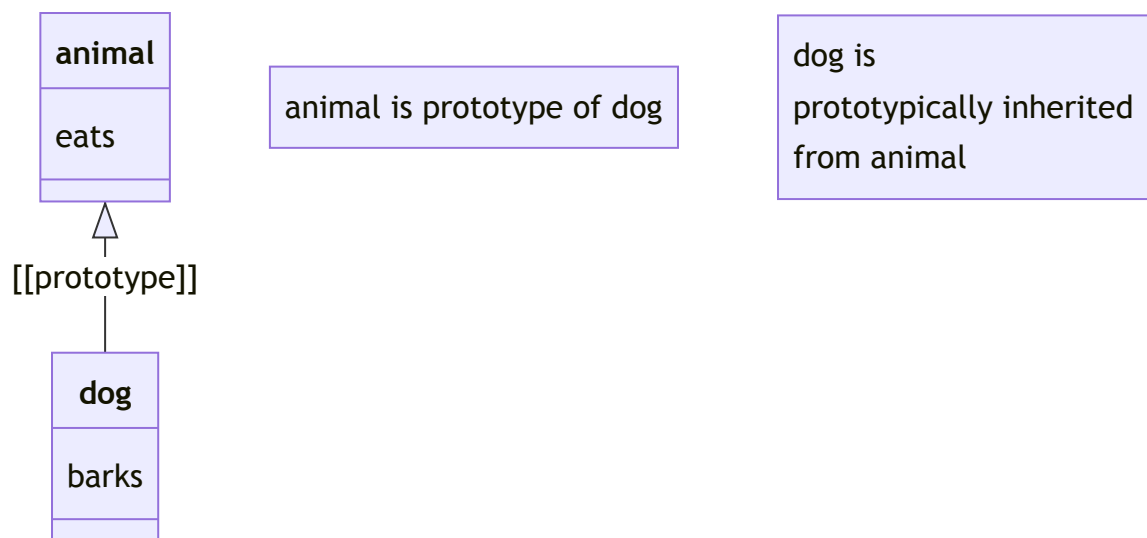 animal
eats
[[prototype]]
dog
barks
animal is prototype of dog
dog is
prototypically inherited
from animal